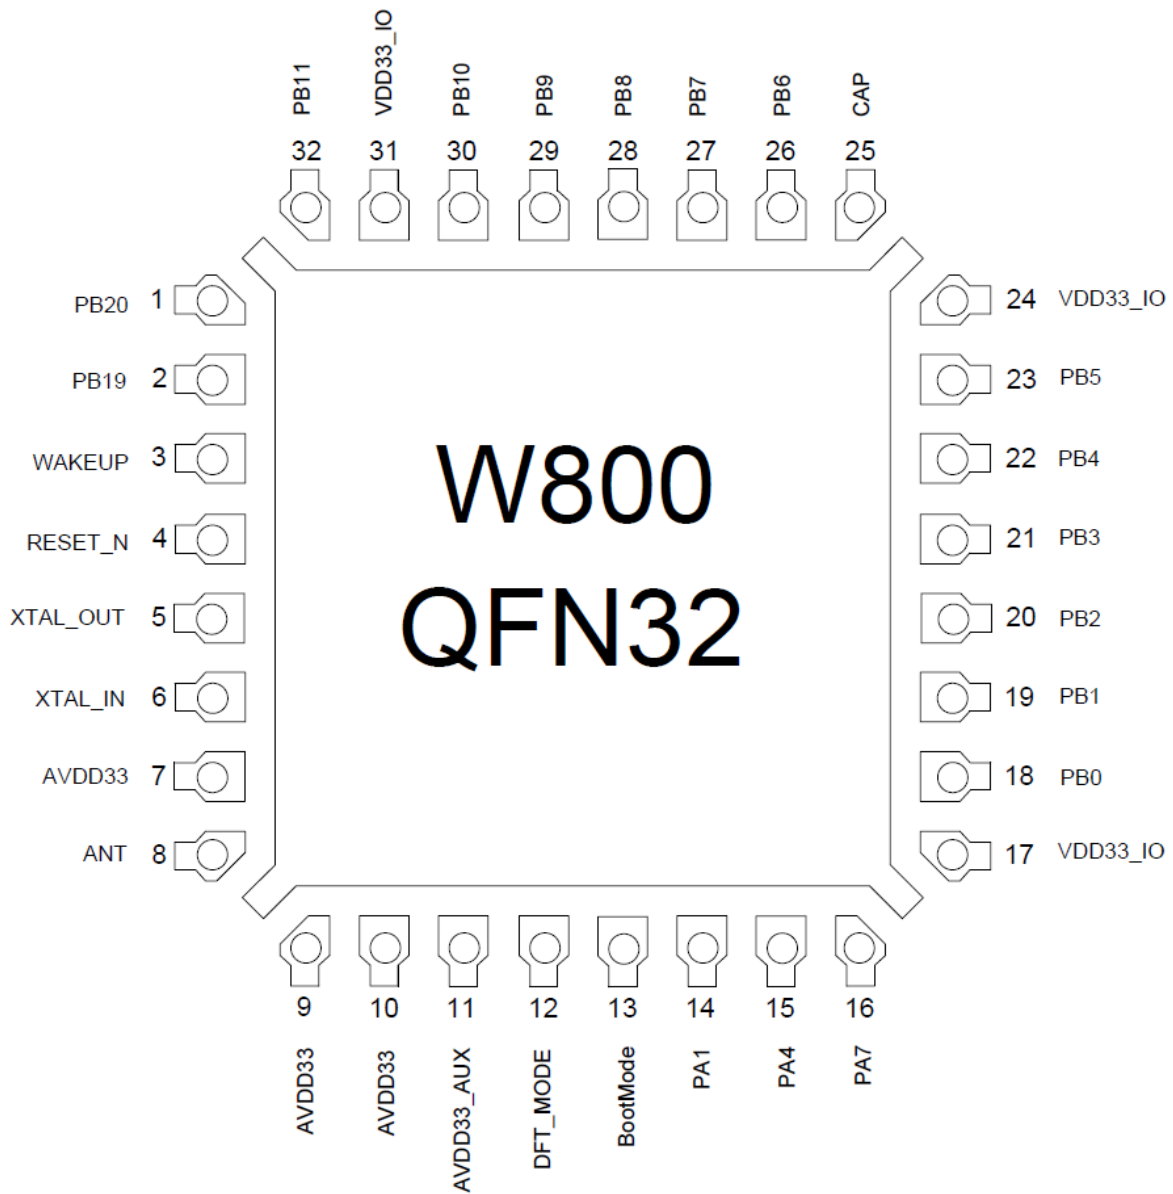 PB11 VDD33_IO PB10 PB9 PB8 PB7 PB6 CAP
32 31 30 29 28 27 26 25
PB20 1 24 VDD33_IO
PB19 2 23 PB5
WAKEUP 3 22 PB4
W800
RESET_N 4 21 PB3
XTAL_OUT 5 20 PB2
QFN32
XTAL_IN 6 19 PB1
AVDD33 7 18 PB0
ANT 8 17 VDD33_IO
9 10 11 12 13 14 15 16
AVDD33 AVDD33 AVDD33_AUX DFT_MODE BootMode PA1 PA4 PA7